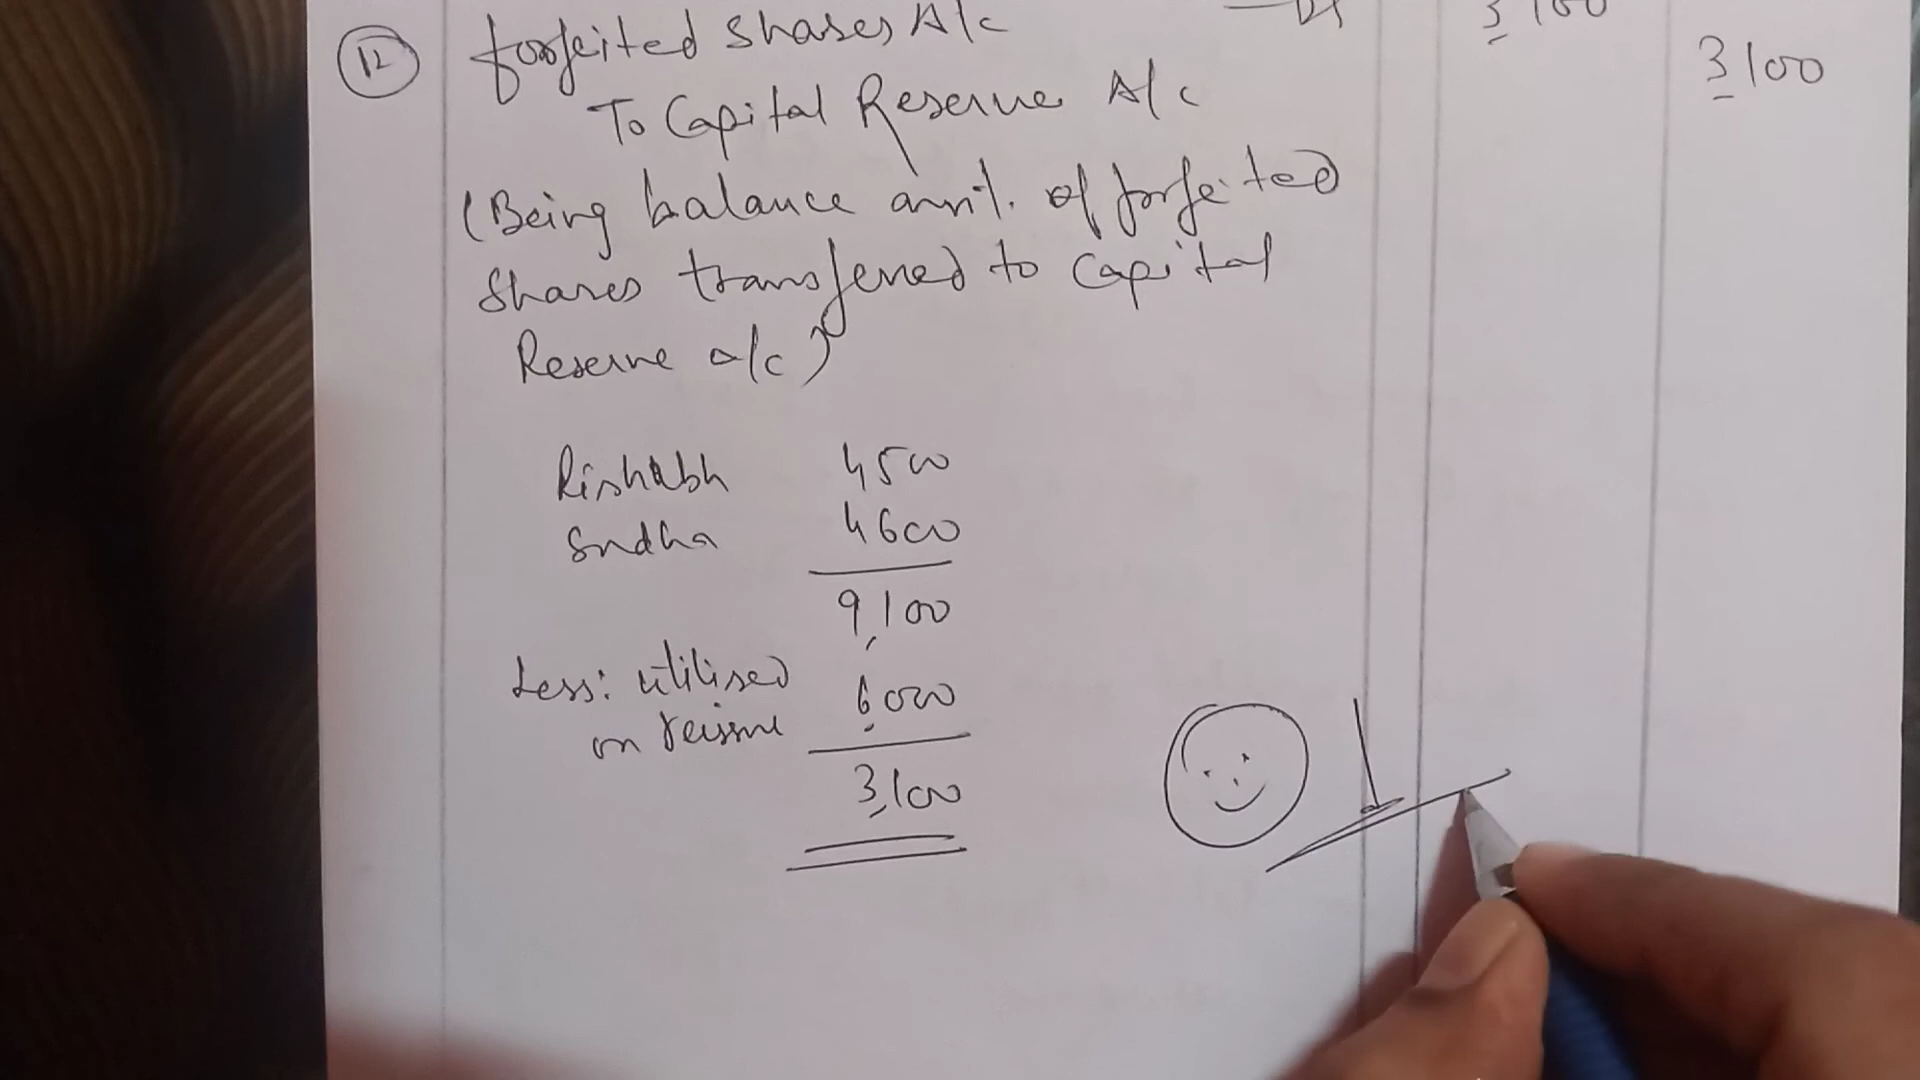 12 forfeited shares A/c Dr 3100
To Capital Reserve A/c 3100
(Being balance amt. of forfeited
shares transferred to capital
Reserve a/c)
Rishabh 4500
Sudha 4600
9,100
Less: utilised 6000
on reissue
3,100